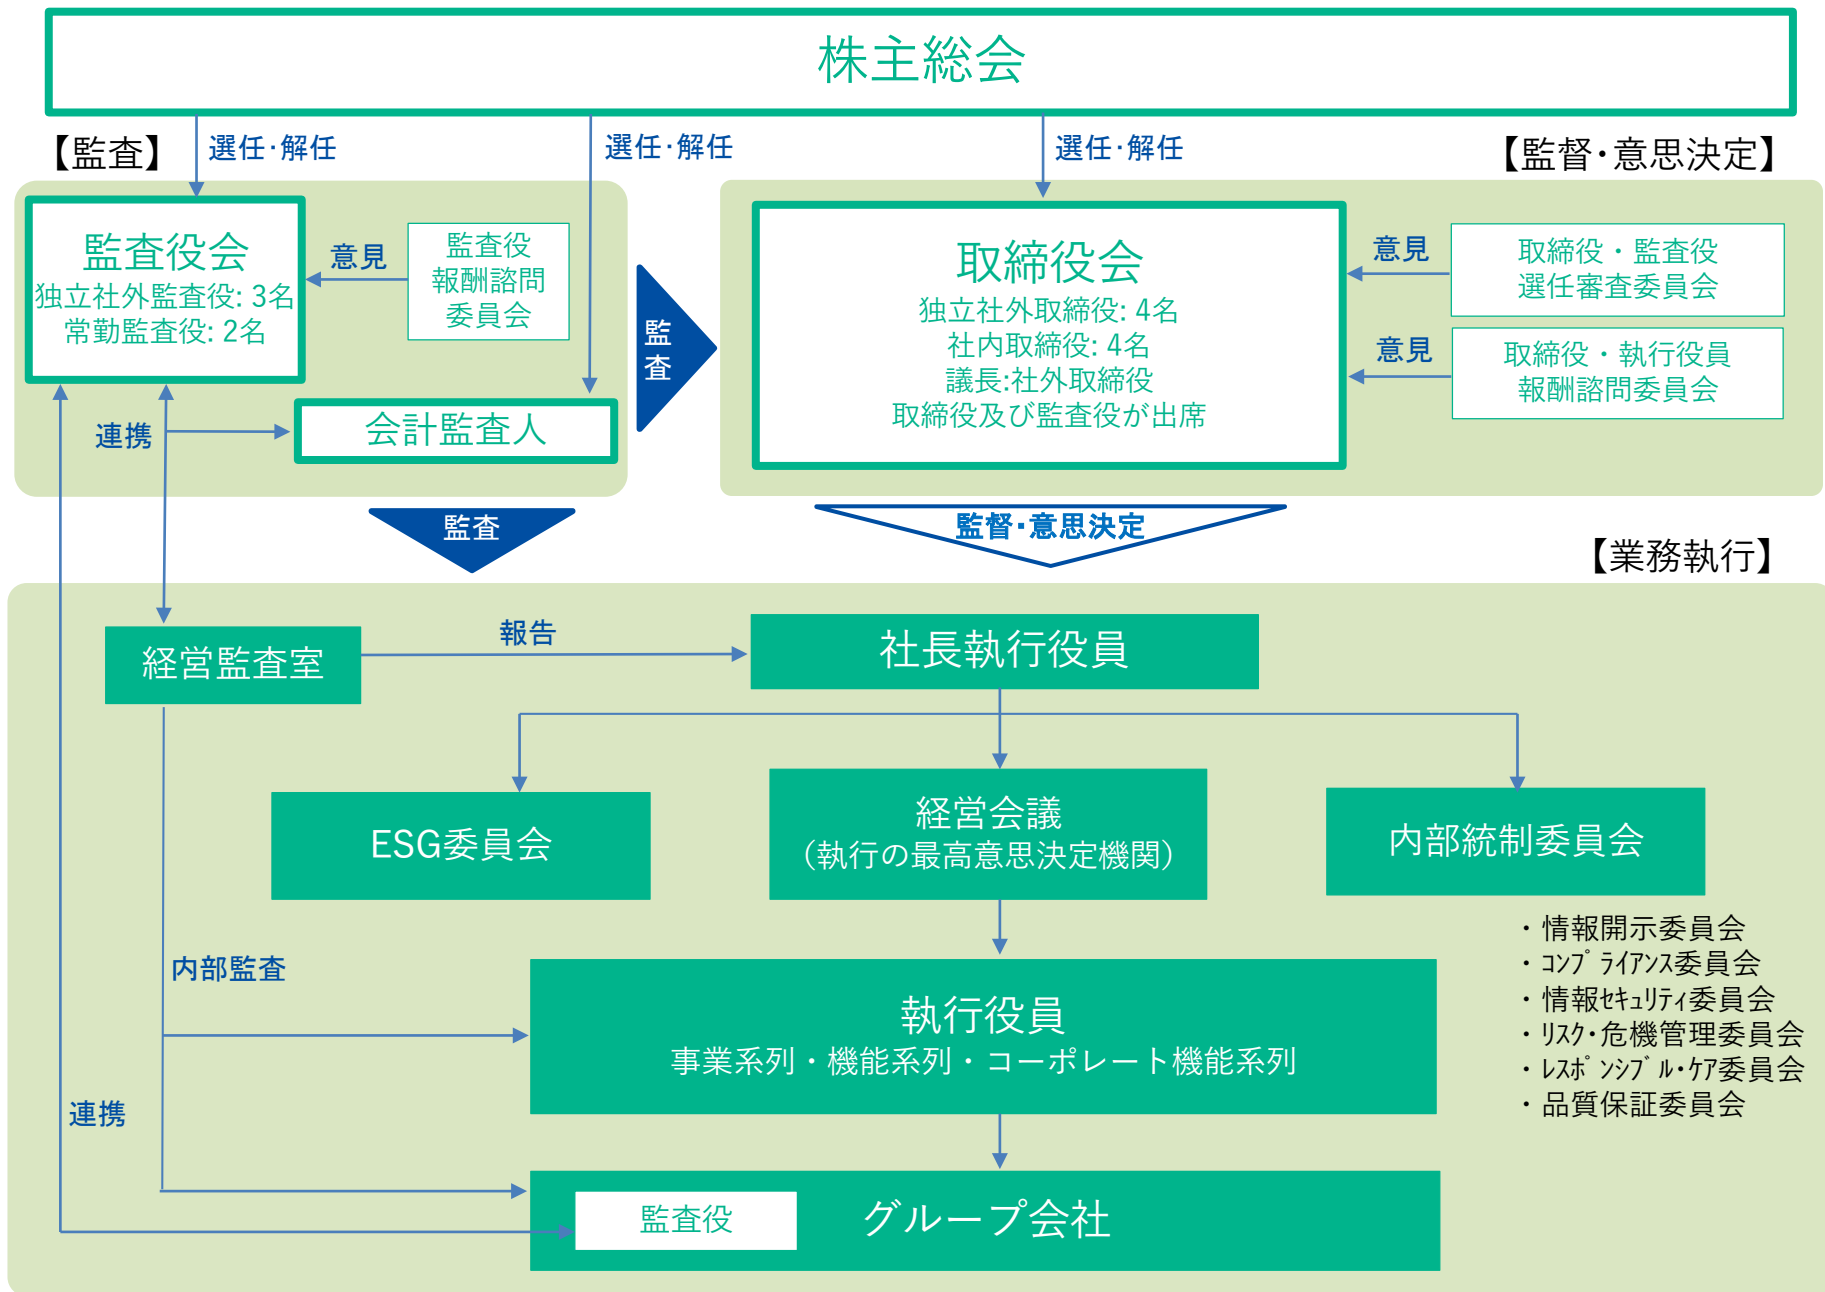 株主総会
【監査】
選任･解任
選任･解任
選任･解任
【監督･意思決定】
監査役会
独立社外監査役: 3名
常勤監査役: 2名
意見
監査役
報酬諮問
委員会
連携
会計監査人
監
査
取締役会
独立社外取締役: 4名
社内取締役: 4名
議長:社外取締役
取締役及び監査役が出席
意見
取締役・監査役
選任審査委員会
意見
取締役・執行役員
報酬諮問委員会
監査
監督･意思決定
【業務執行】
経営監査室
報告
社長執行役員
ESG委員会
経営会議
（執行の最高意思決定機関）
内部統制委員会
・情報開示委員会
・ｺﾝﾌﾟﾗｲｱﾝｽ委員会
・情報ｾｷｭﾘﾃｨ委員会
・ﾘｽｸ･危機管理委員会
・ﾚｽﾎﾟﾝｼﾌﾞﾙ･ｹｱ委員会
・品質保証委員会
内部監査
執行役員
事業系列・機能系列・コーポレート機能系列
連携
監査役
グループ会社